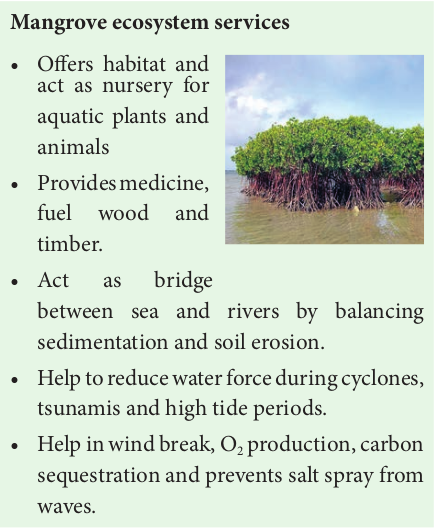 Mangrove ecosystem services
• Offers habitat and
act as nursery for
aquatic plants and
animals
• Provides medicine,
fuel wood and
timber.
• Act as bridge
between sea and rivers by balancing
sedimentation and soil erosion.
• Help to reduce water force during cyclones,
tsunamis and high tide periods.
• Help in wind break, O₂ production, carbon
sequestration and prevents salt spray from
waves.